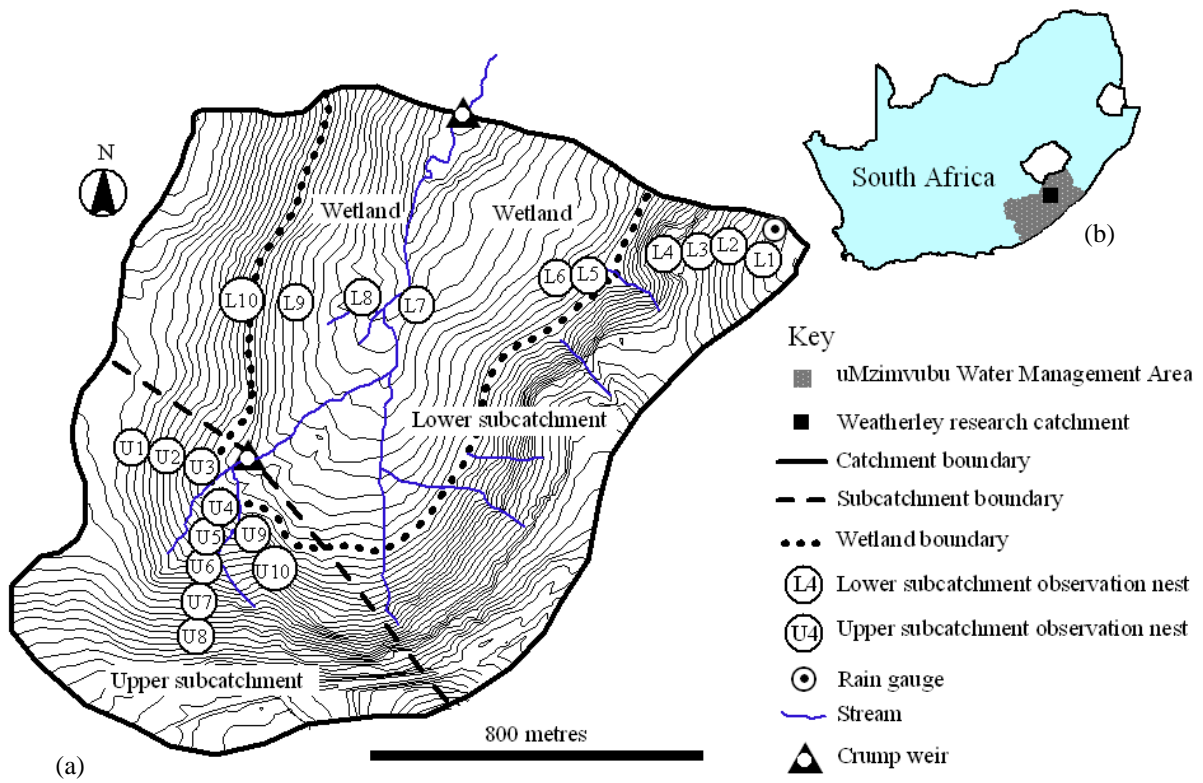 N
Wetland
Wetland
L4
L3
L2
L1
L6
L5
L10
L9
L8
L7
Lower subcatchment
U1
U2
U3
U4
U5
U9
U6
U10
U7
U8
Upper subcatchment
800 metres
(a)
South Africa
(b)
Key
uMzimvubu Water Management Area
Weatherley research catchment
Catchment boundary
Subcatchment boundary
Wetland boundary
L4 Lower subcatchment observation nest
U4 Upper subcatchment observation nest
Rain gauge
Stream
Crump weir